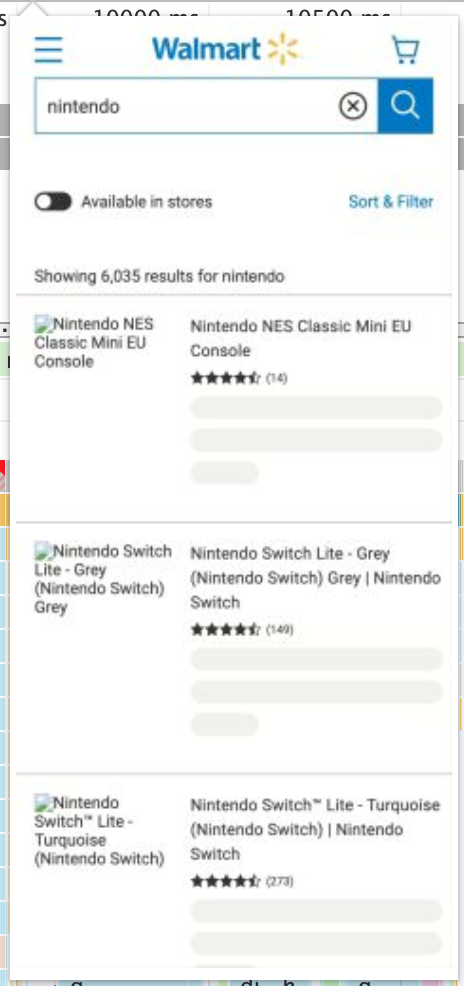 10000 ms 10500 ms
Walmart
nintendo
Available in stores Sort & Filter
Showing 6,035 results for nintendo
Nintendo NES
Classic Mini EU
Console
Nintendo NES Classic Mini EU
Console
(14)
Nintendo Switch
Lite - Grey
(Nintendo Switch)
Grey
Nintendo Switch Lite - Grey
(Nintendo Switch) Grey | Nintendo
Switch
(149)
Nintendo
Switch™ Lite -
Turquoise
(Nintendo Switch)
Nintendo Switch™ Lite - Turquoise
(Nintendo Switch) | Nintendo
Switch
(273)